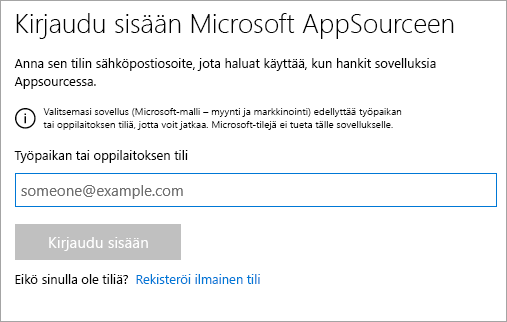 Kirjaudu sisään Microsoft AppSourceen
Anna sen tilin sähköpostiosoite, jota haluat käyttää, kun hankit sovelluksia
Appsourcessa.
Valitsemasi sovellus (Microsoft-malli – myynti ja markkinointi) edellyttää työpaikan
tai oppilaitoksen tiliä, jotta voit jatkaa. Microsoft-tilejä ei tueta tälle sovellukselle.
Työpaikan tai oppilaitoksen tili
someone@example.com
Kirjaudu sisään
Eikö sinulla ole tiliä? Rekisteröi ilmainen tili